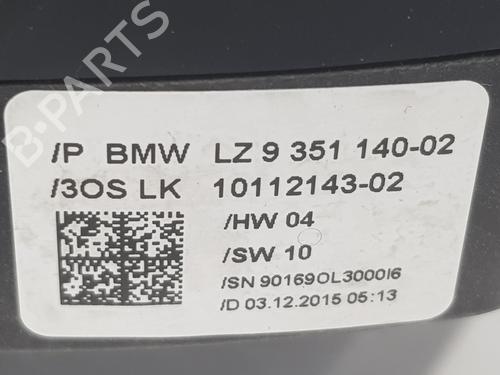 B-Parts
/P BMW LZ 9 351 140-02
/3OS LK 10112143-02
/HW 04
/SW 10
/SN 90169OL3000I6
/D 03.12.2015 05:13